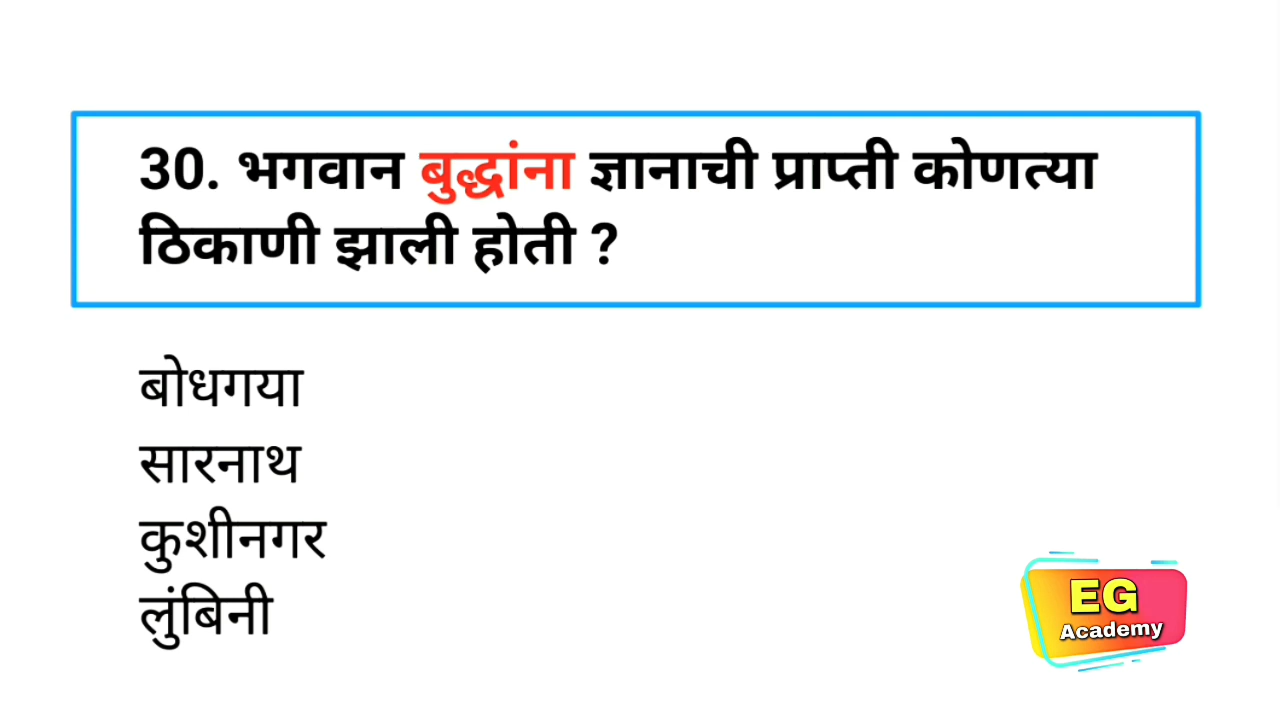 30. भगवान बुद्धांना ज्ञानाची प्राप्ती कोणत्या
ठिकाणी झाली होती ?
बोधगया
सारनाथ
कुशीनगर
लुंबिनी
EG
Academy